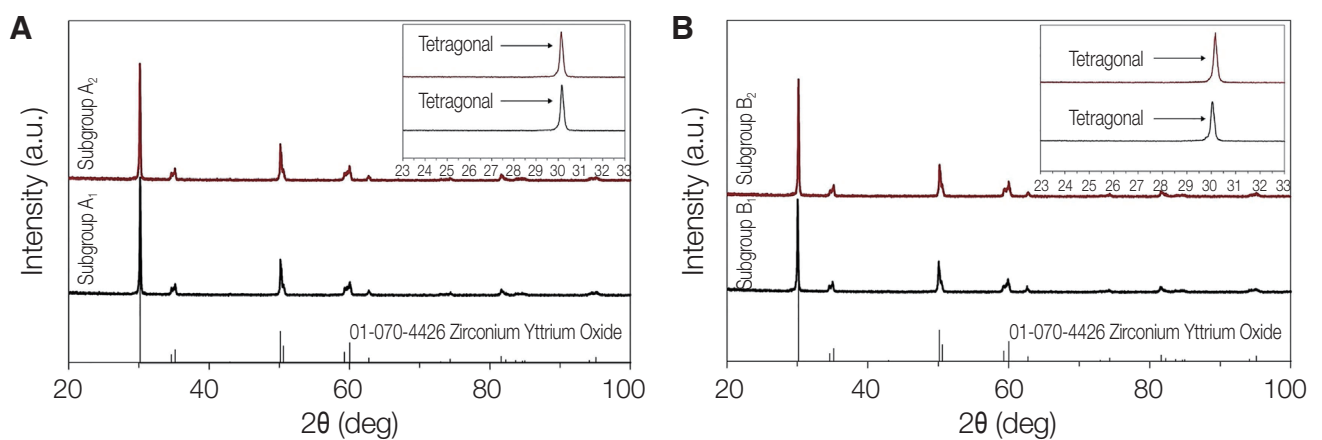 A
Intensity (a.u.)
Subgroup A2
Subgroup A1
Tetragonal
Tetragonal
23 24 25 26 27 28 29 30 31 32 33
01-070-4426 Zirconium Yttrium Oxide
20 40 60 80 100
2θ (deg)
B
Intensity (a.u.)
Subgroup B2
Subgroup B1
Tetragonal
Tetragonal
23 24 25 26 27 28 29 30 31 32 33
01-070-4426 Zirconium Yttrium Oxide
20 40 60 80 100
2θ (deg)